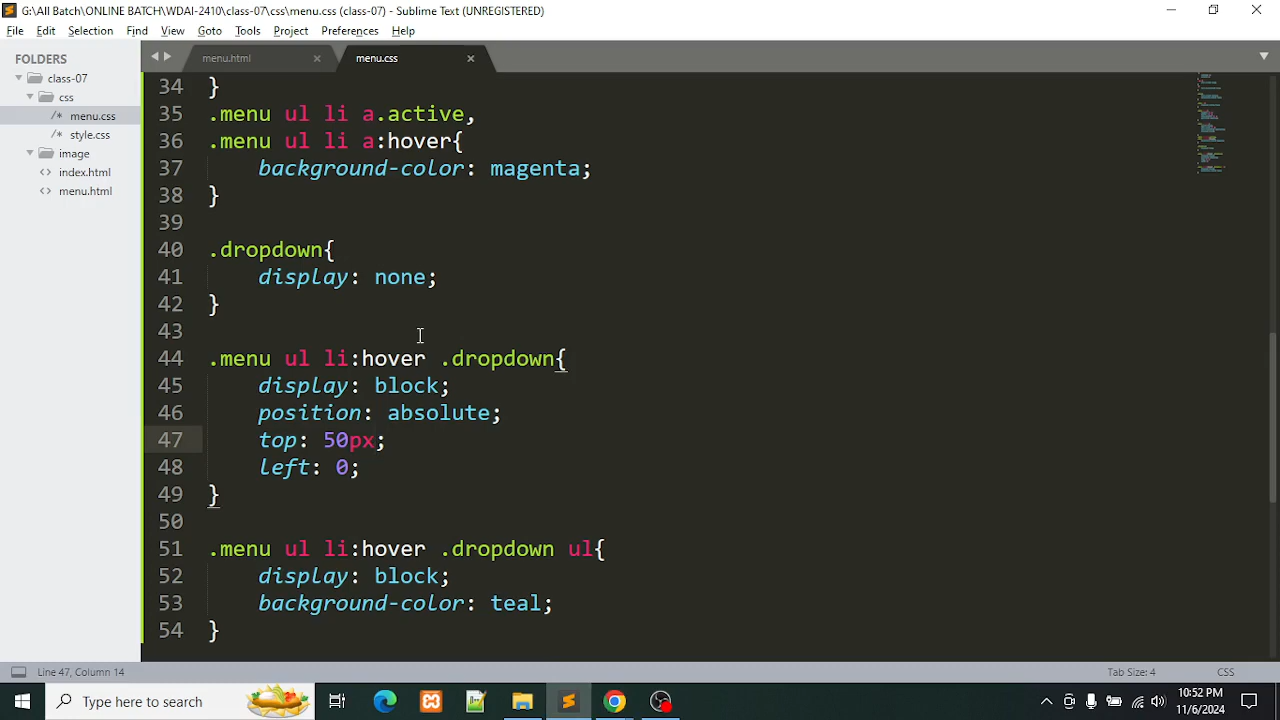 G:\All Batch\ONLINE BATCH\WDAI-2410\class-07\css\menu.css (class-07) - Sublime Text (UNREGISTERED)
File Edit Selection Find View Goto Tools Project Preferences Help
FOLDERS
class-07
css
/* menu.css
/* style.css
image
<> index.html
<> menu.html
menu.html ×
menu.css ×
34 }
35 .menu ul li a.active,
36 .menu ul li a:hover{
37 background-color: magenta;
38 }
39
40 .dropdown{
41 display: none;
42 }
43
44 .menu ul li:hover .dropdown{
45 display: block;
46 position: absolute;
47 top: 50px;
48 left: 0;
49 }
50
51 .menu ul li:hover .dropdown ul{
52 display: block;
53 background-color: teal;
54 }
Line 47, Column 14
Tab Size: 4
CSS
Type here to search
10:52 PM
11/6/2024